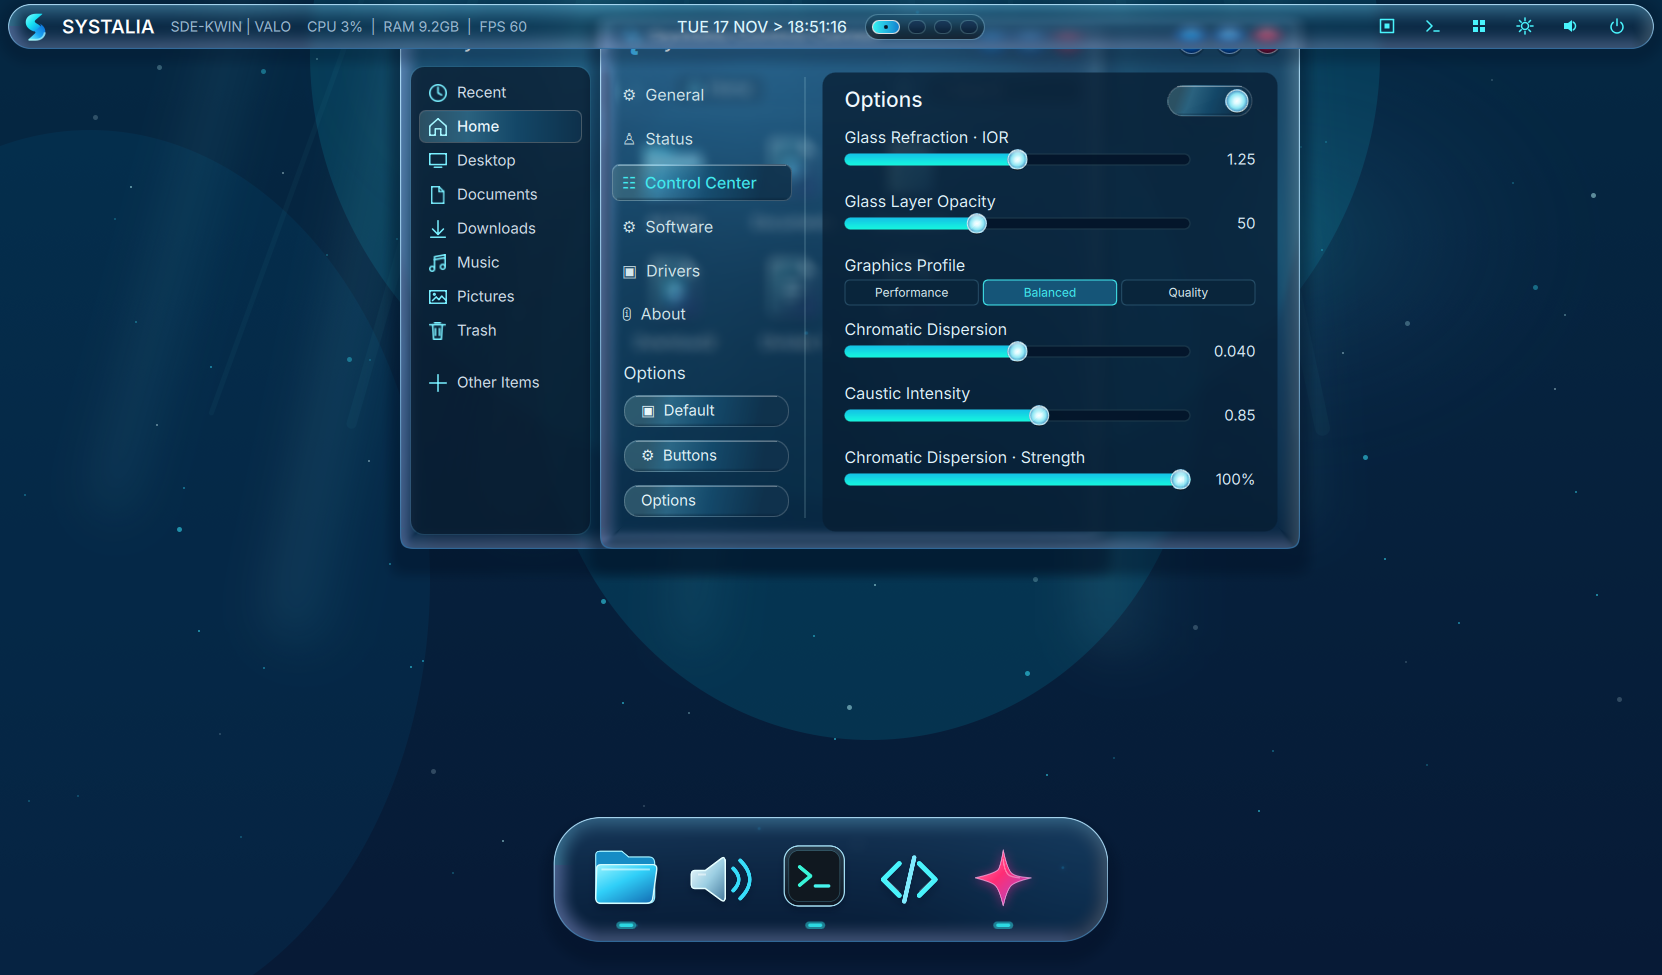 SYSTALIA SDE-KWIN | VALO CPU 3% | RAM 9.2GB | FPS 60 TUE 17 NOV > 18:51:16
Recent
Home
Desktop
Documents
Downloads
Music
Pictures
Trash
Other Items
General
Status
Control Center
Software
Drivers
About
Options
Default
Buttons
Options
Options
Glass Refraction · IOR
1.25
Glass Layer Opacity
50
Graphics Profile
Performance Balanced Quality
Chromatic Dispersion
0.040
Caustic Intensity
0.85
Chromatic Dispersion · Strength
100%